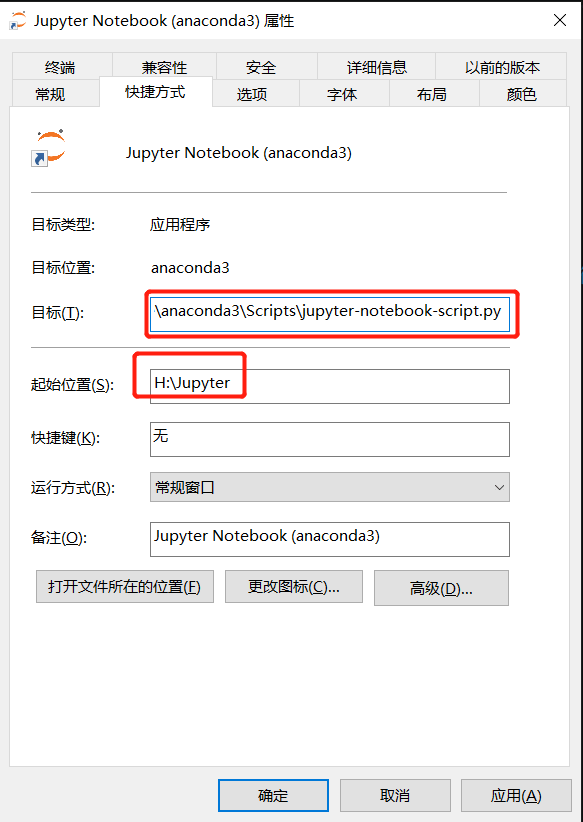 Jupyter Notebook (anaconda3) 属性
终端 兼容性 安全 详细信息 以前的版本
常规 快捷方式 选项 字体 布局 颜色
Jupyter Notebook (anaconda3)
目标类型: 应用程序
目标位置: anaconda3
目标(T): \anaconda3\Scripts\jupyter-notebook-script.py
起始位置(S): H:\Jupyter
快捷键(K): 无
运行方式(R): 常规窗口
备注(O): Jupyter Notebook (anaconda3)
打开文件所在的位置(F) 更改图标(C)... 高级(D)...
确定 取消 应用(A)